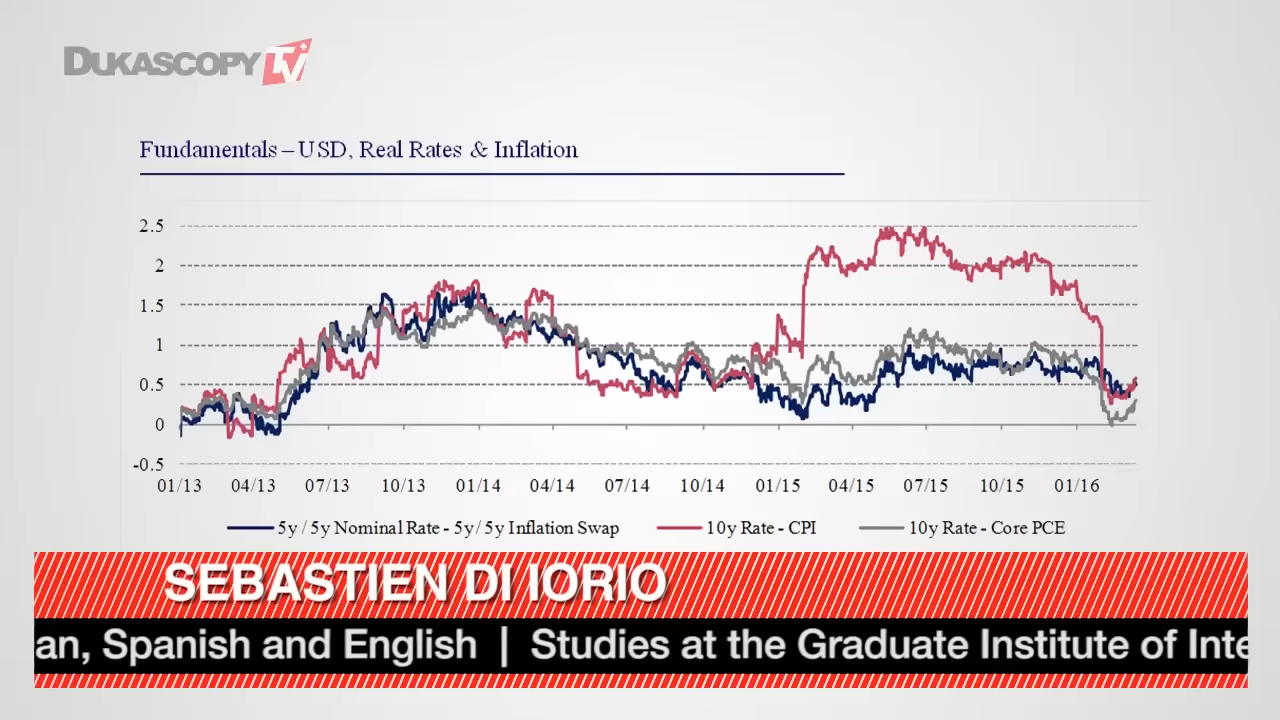 DUKASCOPY TV
Fundamentals – USD, Real Rates & Inflation
2.5
2
1.5
1
0.5
0
-0.5
01/13 04/13 07/13 10/13 01/14 04/14 07/14 10/14 01/15 04/15 07/15 10/15 01/16
5y / 5y Nominal Rate - 5y / 5y Inflation Swap 10y Rate - CPI 10y Rate - Core PCE
SEBASTIEN DI IORIO
an, Spanish and English | Studies at the Graduate Institute of Inte